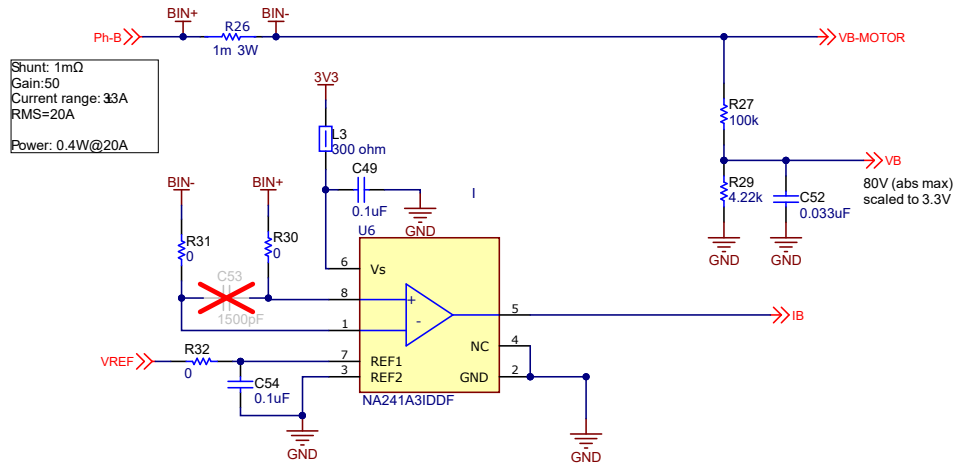 BIN+
BIN-
Ph-B
R26
1m 3W
VB-MOTOR
Shunt: 1mΩ
Gain:50
Current range: ±33A
RMS=20A
Power: 0.4W@20A
3V3
L3
300 ohm
C49
0.1uF
GND
I
R27
100k
VB
R29
4.22k
C52
0.033uF
80V (abs max)
scaled to 3.3V
GND
GND
BIN-
BIN+
R31
0
R30
0
C53
1500pF
U6
6
Vs
8
+
1
-
5
IB
VREF
R32
0
7
REF1
3
REF2
NC
4
GND
2
C54
0.1uF
NA241A3IDDF
GND
GND